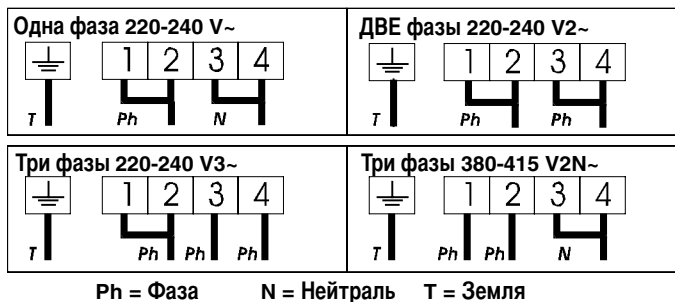 Одна фаза 220-240 V~
1 2 3 4
T Ph N
ДВЕ фазы 220-240 V2~
1 2 3 4
T Ph Ph
Три фазы 220-240 V3~
1 2 3 4
T Ph Ph Ph
Три фазы 380-415 V2N~
1 2 3 4
T Ph Ph N
Ph = Фаза N = Нейтраль T = Земля